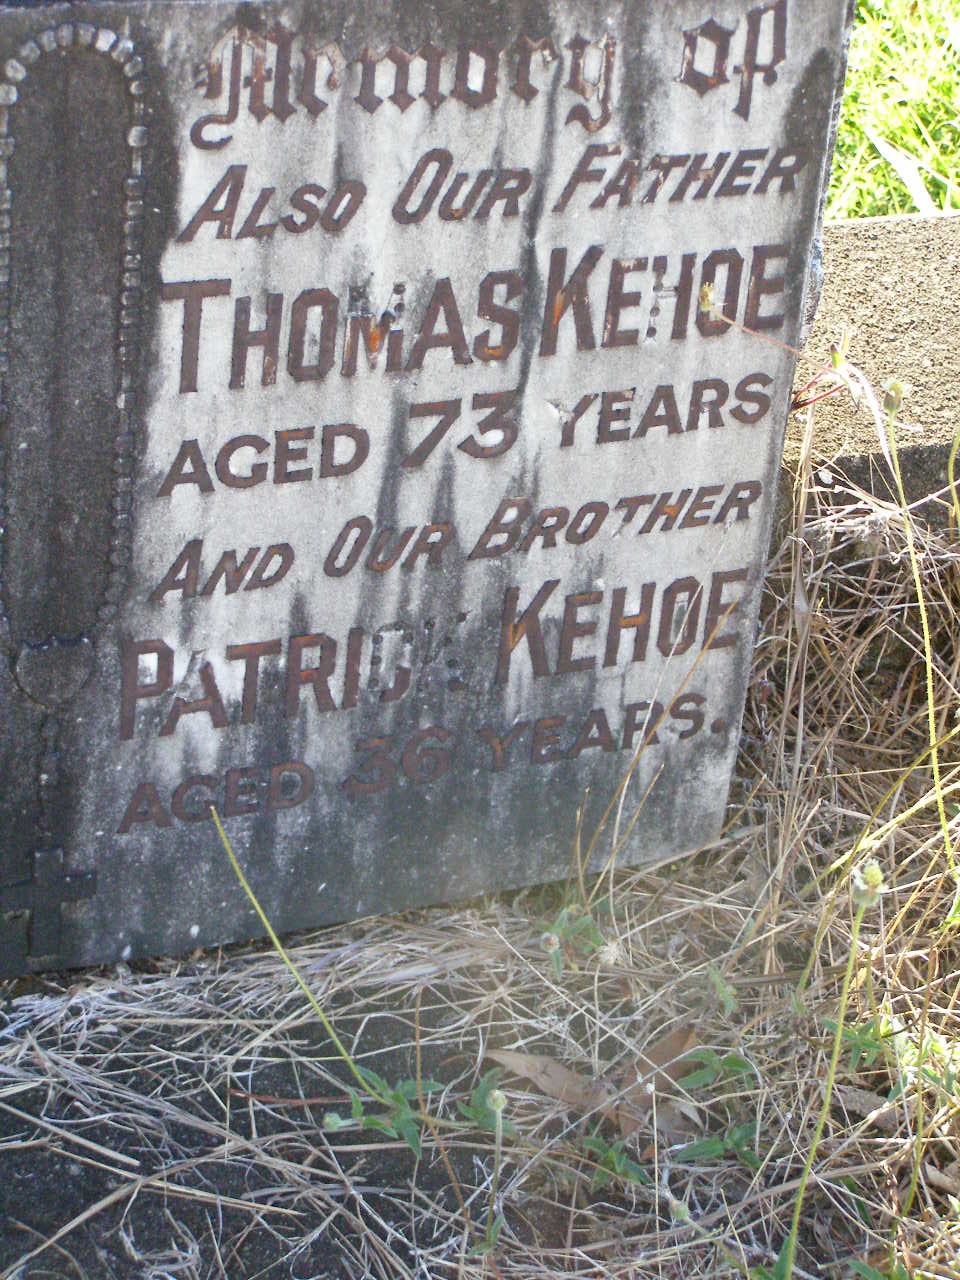 Memory of
ALSO OUR FATHER
THOMAS KEHOE
AGED 73 YEARS
AND OUR BROTHER
PATRICK KEHOE
AGED 36 YEARS.